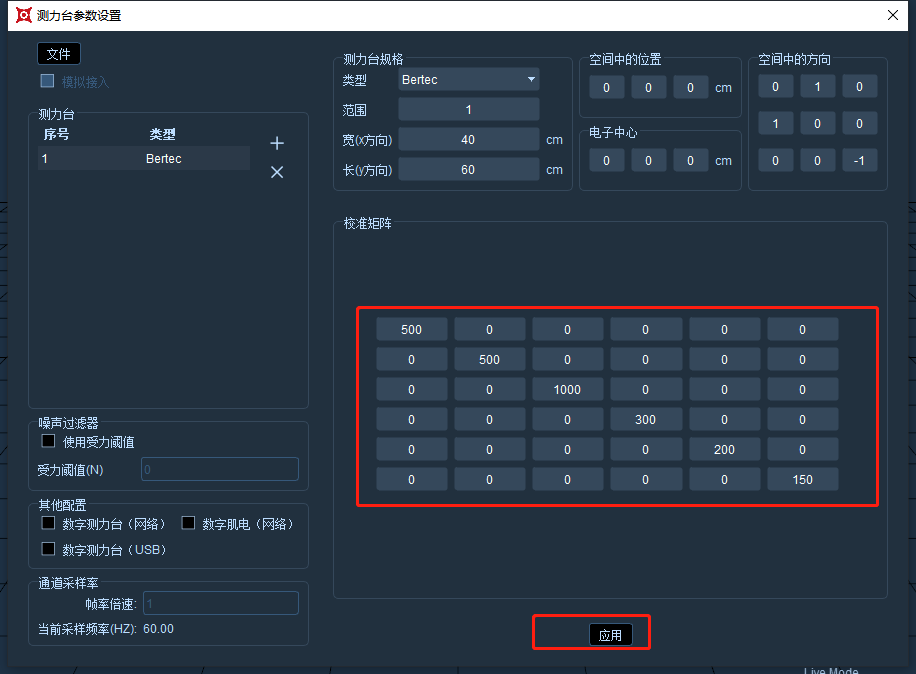 测力台参数设置
文件
模拟接入
测力台
序号 类型
1 Bertec
噪声过滤器
使用受力阈值
受力阈值(N) 0
其他配置
数字测力台（网络） 数字肌电（网络）
数字测力台（USB）
通道采样率
帧率倍速: 1
当前采样频率(HZ): 60.00
测力台规格
类型 Bertec
范围 1
宽(x方向) 40 cm
长(y方向) 60 cm
空间中的位置
0 0 0 cm
电子中心
0 0 0 cm
空间中的方向
0 1 0
1 0 0
0 0 -1
校准矩阵
500 0 0 0 0 0
0 500 0 0 0 0
0 0 1000 0 0 0
0 0 0 300 0 0
0 0 0 0 200 0
0 0 0 0 0 150
应用
Live Mode